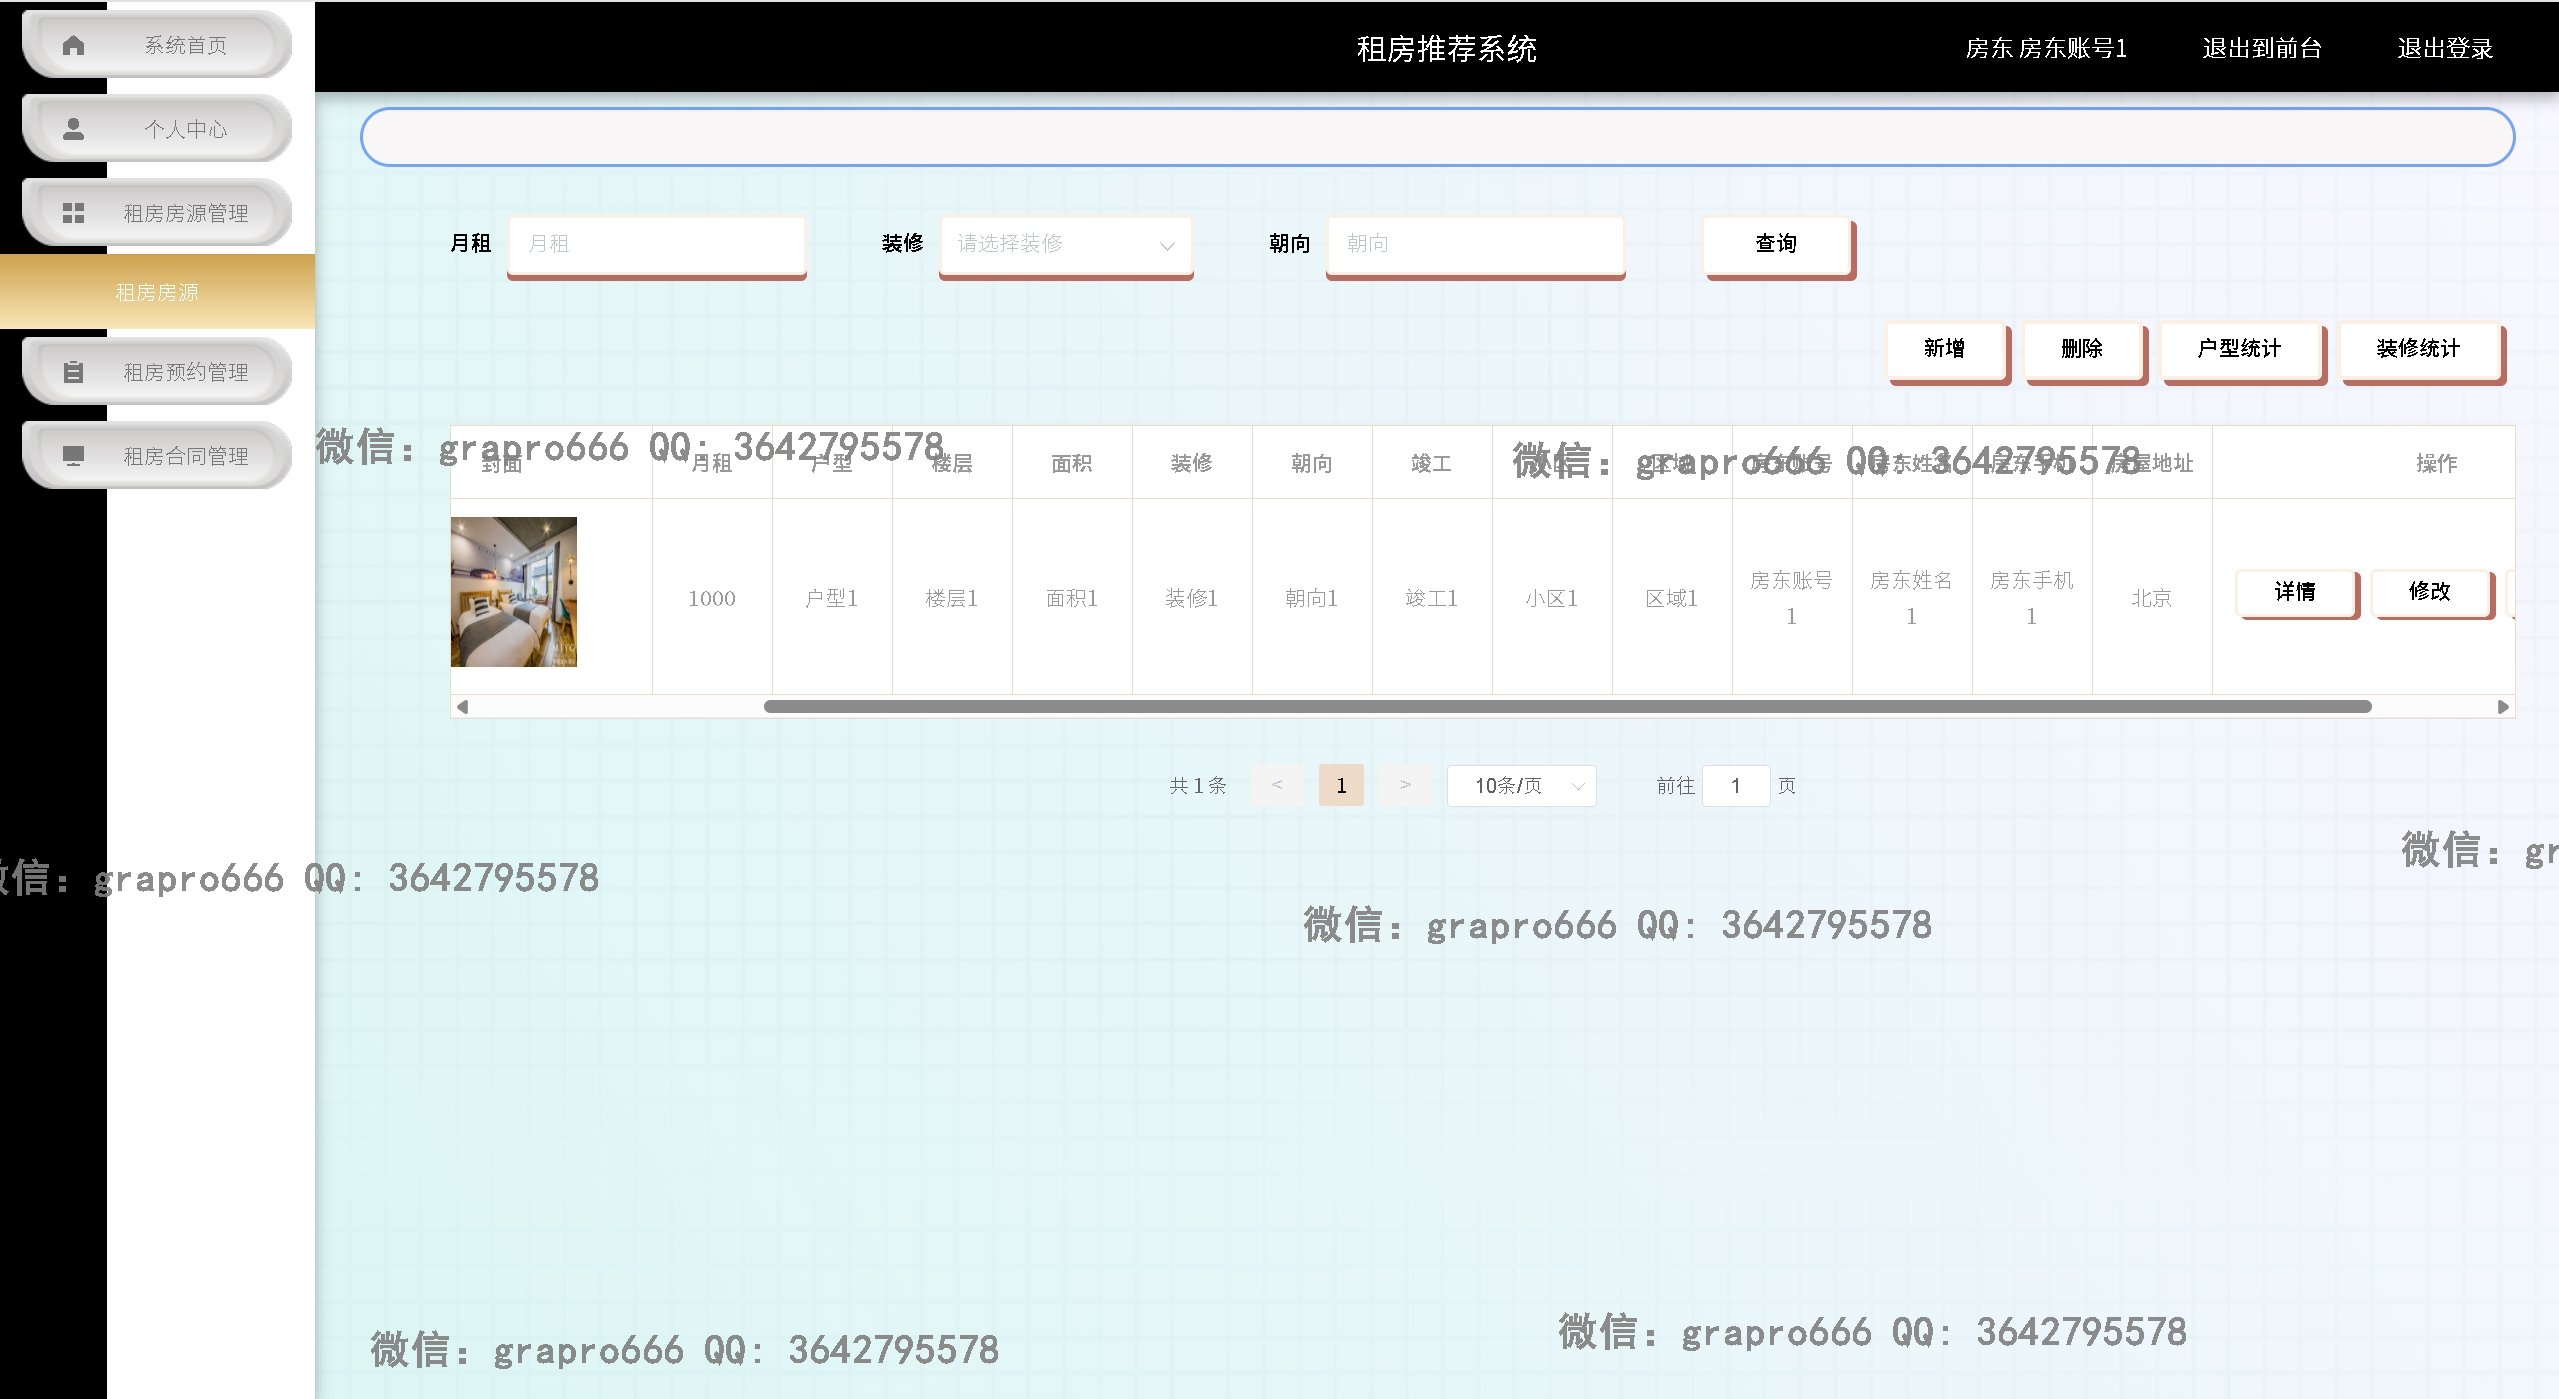 租房推荐系统
房东 房东账号1
退出到前台
退出登录
系统首页
个人中心
租房房源管理
租房房源
租房预约管理
租房合同管理
月租 月租
装修 请选择装修
朝向 朝向
查询
新增 删除 户型统计 装修统计
微信: grapro666 QQ: 3642795578
微信: grapro666 QQ: 3642795578
封面 月租 户型 楼层 面积 装修 朝向 竣工 小区 区域 房东账号 房东姓名 房东手机 房屋地址 操作
1000 户型1 楼层1 面积1 装修1 朝向1 竣工1 小区1 区域1 房东账号1 房东姓名1 房东手机1 北京 详情 修改
共 1 条 < 1 > 10条/页 前往 1 页
微信: gr
微信: grapro666 QQ: 3642795578
微信: grapro666 QQ: 3642795578
微信: grapro666 QQ: 3642795578
微信: grapro666 QQ: 3642795578